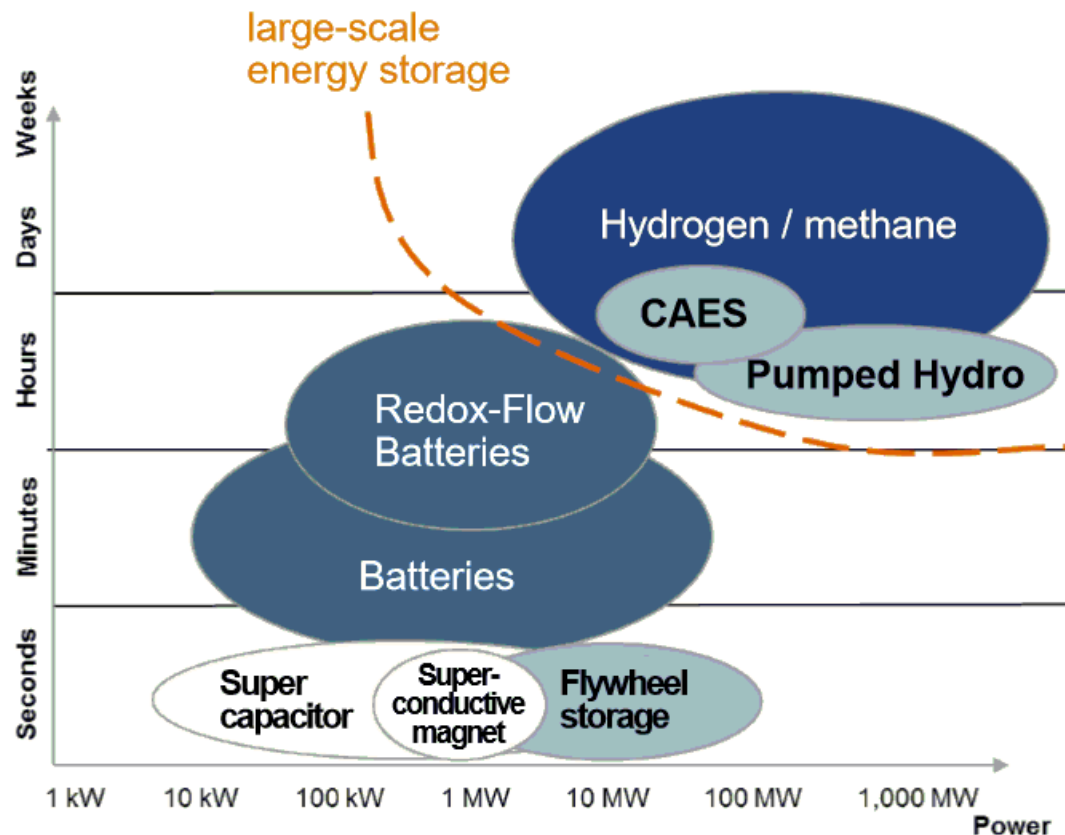 large-scale
energy storage
Weeks
Days
Hours
Minutes
Seconds
Hydrogen / methane
CAES
Pumped Hydro
Redox-Flow
Batteries
Batteries
Super
capacitor
Super-
conductive
magnet
Flywheel
storage
1 kW 10 kW 100 kW 1 MW 10 MW 100 MW 1,000 MW
Power